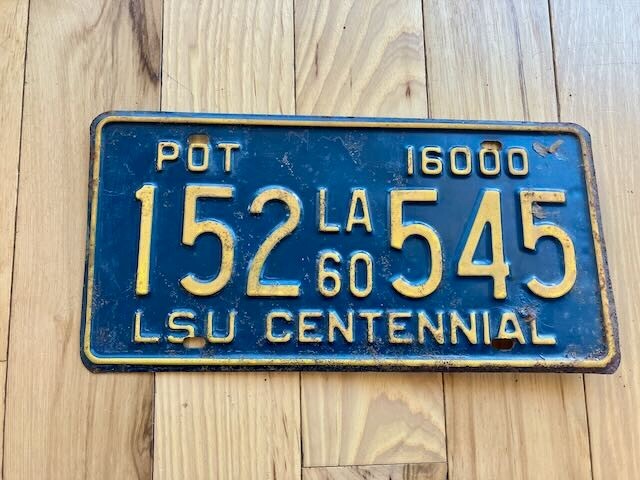 POT 16000
152 LA 60 545
LSU CENTENNIAL